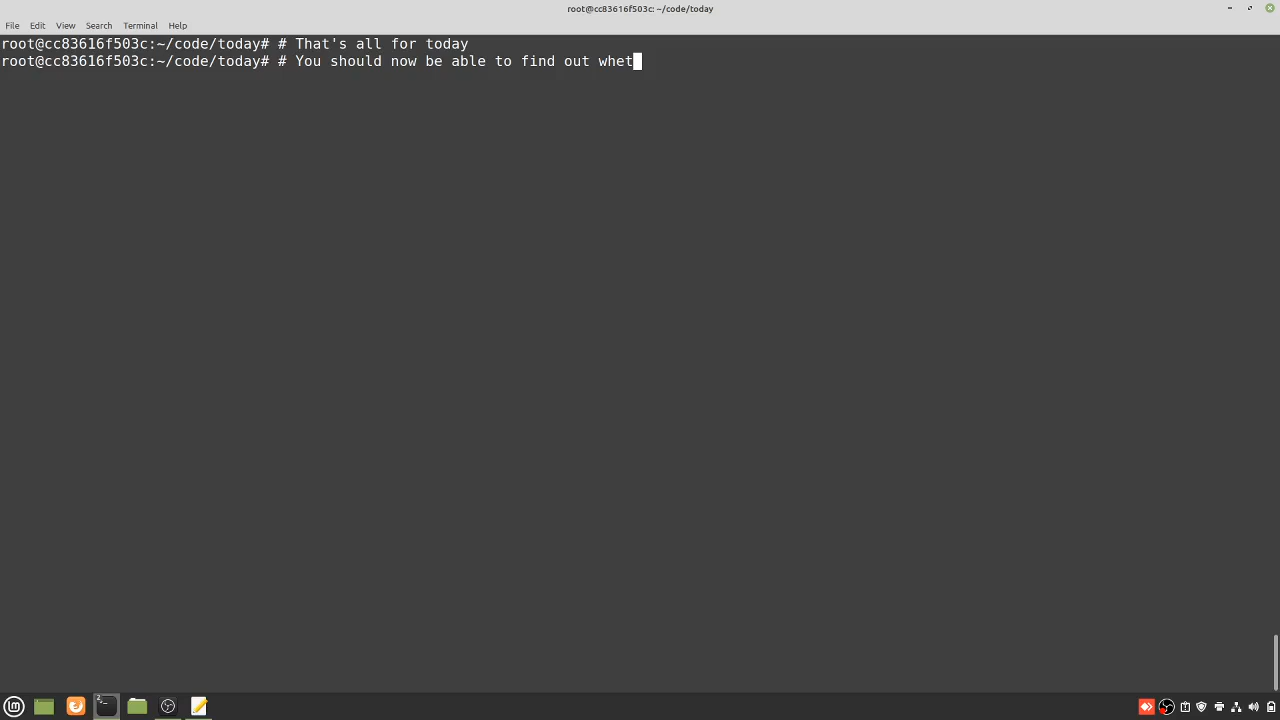 root@cc83616f503c: ~/code/today
File Edit View Search Terminal Help
root@cc83616f503c:~/code/today# # That's all for today
root@cc83616f503c:~/code/today# # You should now be able to find out whet